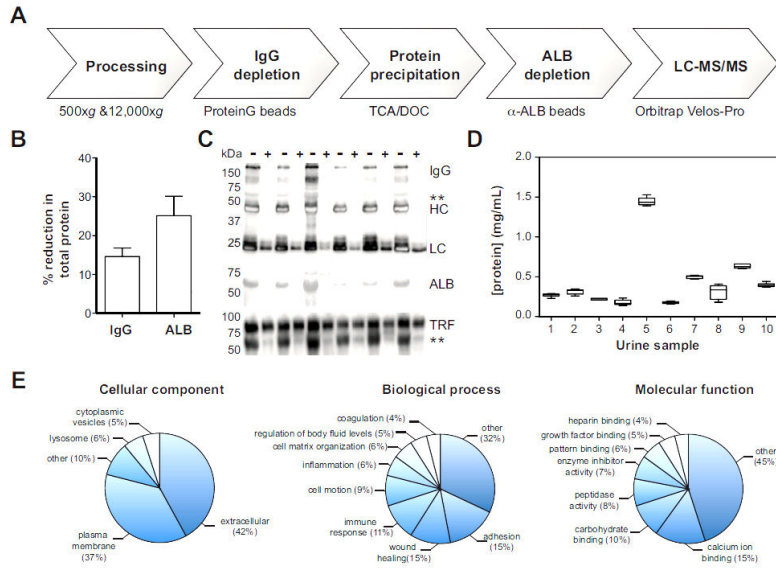 A
Processing
IgG
depletion
Protein
precipitation
ALB
depletion
LC-MS/MS
500xg &12,000xg
ProteinG beads
TCA/DOC
α-ALB beads
Orbitrap Velos-Pro
B
% reduction in
total protein
40
30
20
10
0
IgG
ALB
C
kDa
- + - + - + - + - + - +
150
75
50
37
25
75
50
100
75
50
IgG
**
HC
LC
ALB
TRF
**
D
[protein] (mg/mL)
2.0
1.5
1.0
0.5
0.0
1 2 3 4 5 6 7 8 9 10
Urine sample
E
Cellular component
cytoplasmic
vesicles (5%)
lysosome (6%)
other (10%)
plasma
membrane
(37%)
extracellular
(42%)
Biological process
coagulation (4%)
regulation of body fluid levels (5%)
cell matrix organization (6%)
inflammation (6%)
cell motion (9%)
immune
response (11%)
wound
healing(15%)
adhesion
(15%)
other
(32%)
Molecular function
heparin binding (4%)
growth factor binding (5%)
pattern binding (6%)
enzyme inhibitor
activity (7%)
peptidase
activity (8%)
carbohydrate
binding (10%)
calcium ion
binding (15%)
other
(45%)